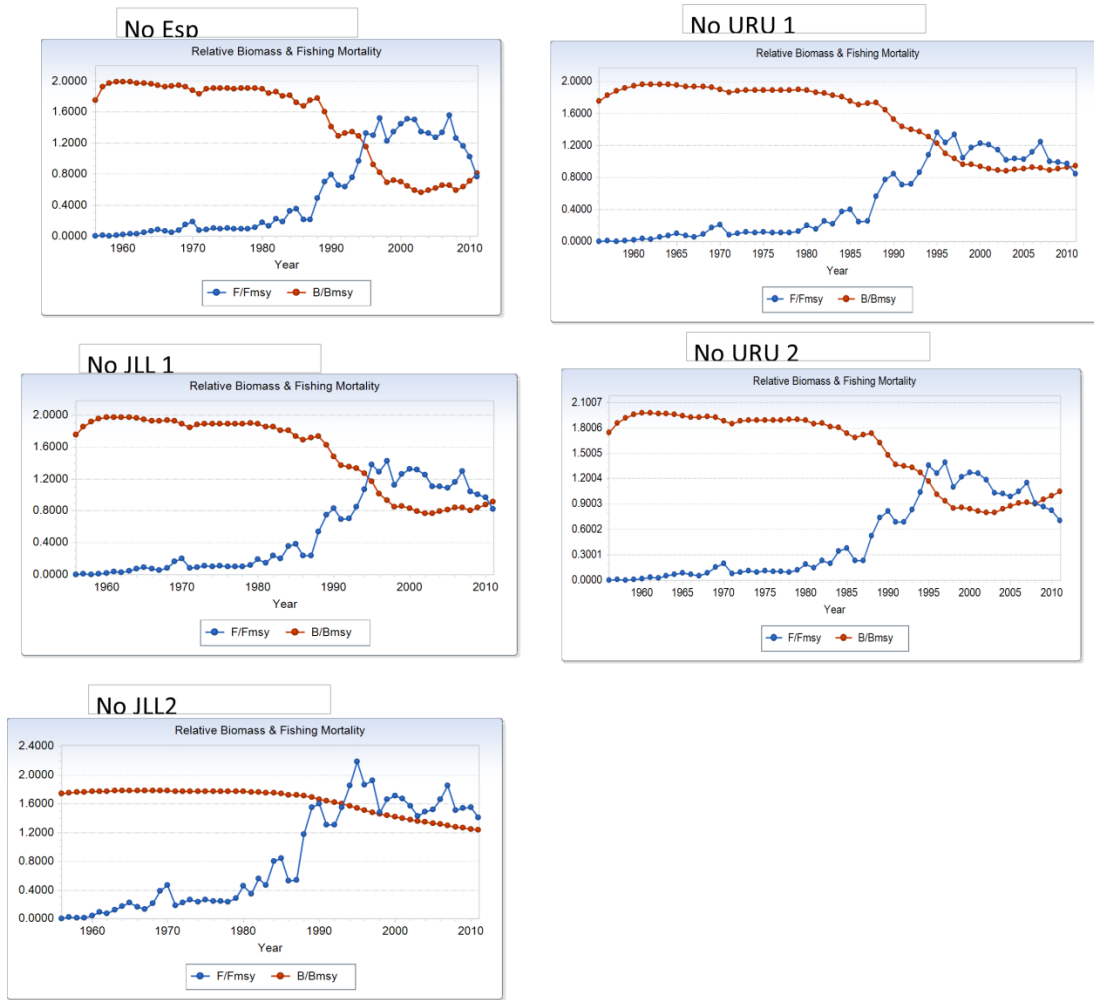 No Esp
Relative Biomass & Fishing Mortality
2.0000
1.6000
1.2000
0.8000
0.4000
0.0000
1960 1970 1980 1990 2000 2010
Year
F/Fmsy B/Bmsy
No URU 1
Relative Biomass & Fishing Mortality
2.0000
1.6000
1.2000
0.8000
0.4000
0.0000
1960 1965 1970 1975 1980 1985 1990 1995 2000 2005 2010
Year
F/Fmsy B/Bmsy
No JLL 1
Relative Biomass & Fishing Mortality
2.0000
1.6000
1.2000
0.8000
0.4000
0.0000
1960 1970 1980 1990 2000 2010
Year
F/Fmsy B/Bmsy
No URU 2
Relative Biomass & Fishing Mortality
2.1007
1.8006
1.5005
1.2004
0.9003
0.6002
0.3001
0.0000
1960 1965 1970 1975 1980 1985 1990 1995 2000 2005 2010
Year
F/Fmsy B/Bmsy
No JLL2
Relative Biomass & Fishing Mortality
2.4000
2.0000
1.6000
1.2000
0.8000
0.4000
0.0000
1960 1970 1980 1990 2000 2010
Year
F/Fmsy B/Bmsy